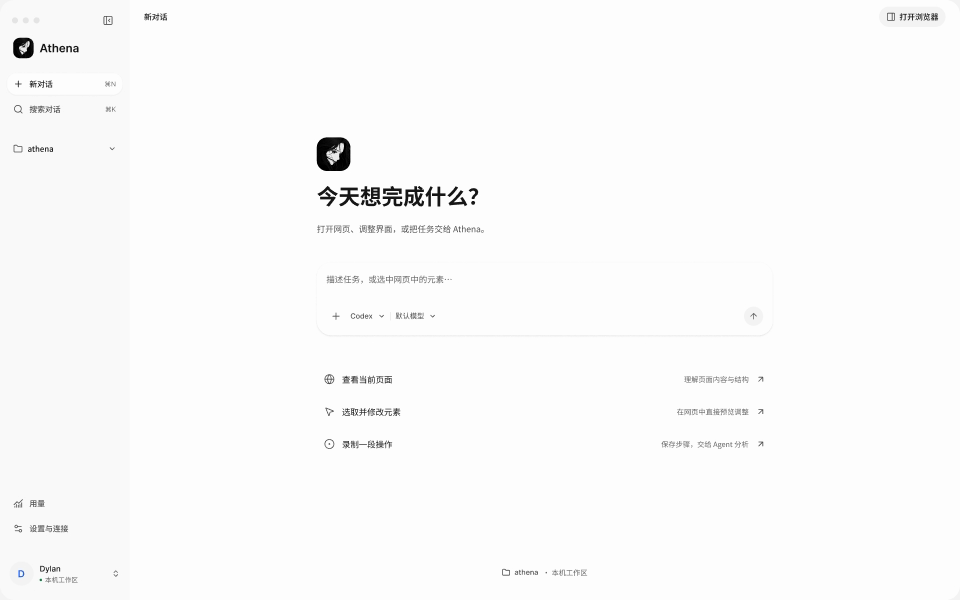 新对话
打开浏览器
Athena
新对话 ⌘N
搜索对话 ⌘K
athena
今天想完成什么？
打开网页、调整界面，或把任务交给 Athena。
描述任务，或选中网页中的元素…
Codex 默认模型
查看当前页面 理解页面内容与结构
选取并修改元素 在网页中直接预览调整
录制一段操作 保存步骤，交给 Agent 分析
用量
设置与连接
D Dylan
• 本机工作区
athena • 本机工作区